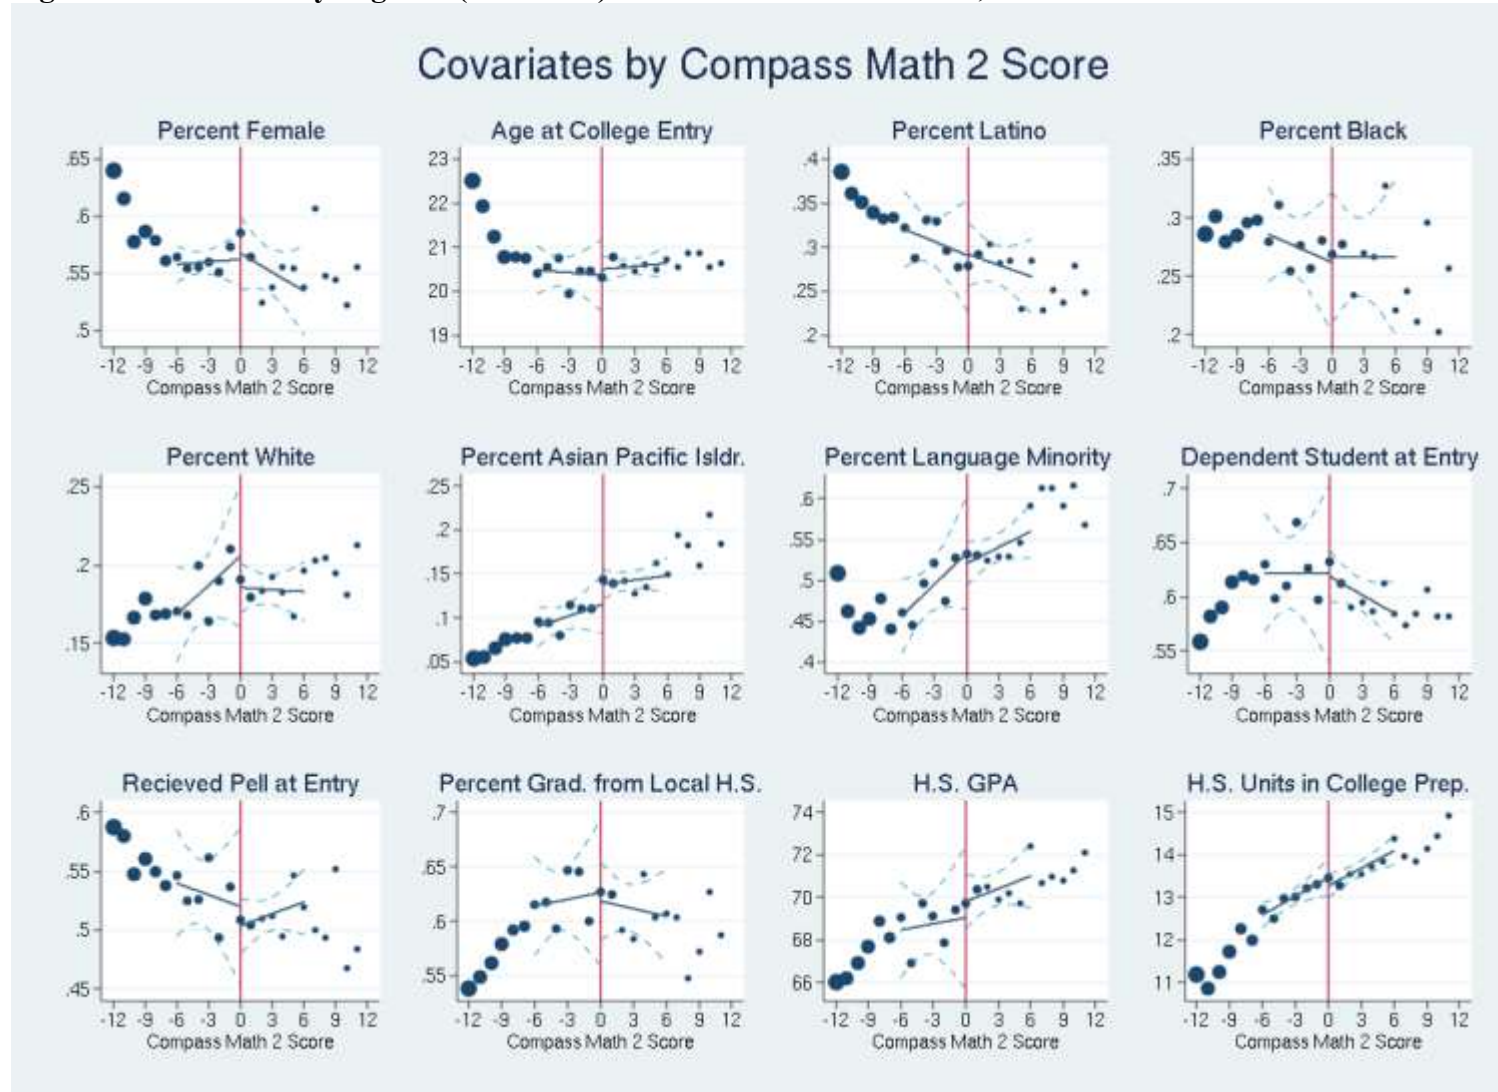 Covariates by Compass Math 2 Score
Percent Female
.65
.6
.55
.5
-12 -9 -6 -3 0 3 6 9 12
Compass Math 2 Score
Age at College Entry
23
22
21
20
19
-12 -9 -6 -3 0 3 6 9 12
Compass Math 2 Score
Percent Latino
.4
.35
.3
.25
.2
-12 -9 -6 -3 0 3 6 9 12
Compass Math 2 Score
Percent Black
.35
.3
.25
.2
-12 -9 -6 -3 0 3 6 9 12
Compass Math 2 Score
Percent White
.25
.2
.15
-12 -9 -6 -3 0 3 6 9 12
Compass Math 2 Score
Percent Asian Pacific Isldr.
.25
.2
.15
.1
.05
-12 -9 -6 -3 0 3 6 9 12
Compass Math 2 Score
Percent Language Minority
.6
.55
.5
.45
.4
-12 -9 -6 -3 0 3 6 9 12
Compass Math 2 Score
Dependent Student at Entry
.7
.65
.6
.55
-12 -9 -6 -3 0 3 6 9 12
Compass Math 2 Score
Recieved Pell at Entry
.6
.55
.5
.45
-12 -9 -6 -3 0 3 6 9 12
Compass Math 2 Score
Percent Grad. from Local H.S.
.7
.65
.6
.55
-12 -9 -6 -3 0 3 6 9 12
Compass Math 2 Score
H.S. GPA
74
72
70
68
66
-12 -9 -6 -3 0 3 6 9 12
Compass Math 2 Score
H.S. Units in College Prep.
15
14
13
12
11
-12 -9 -6 -3 0 3 6 9 12
Compass Math 2 Score